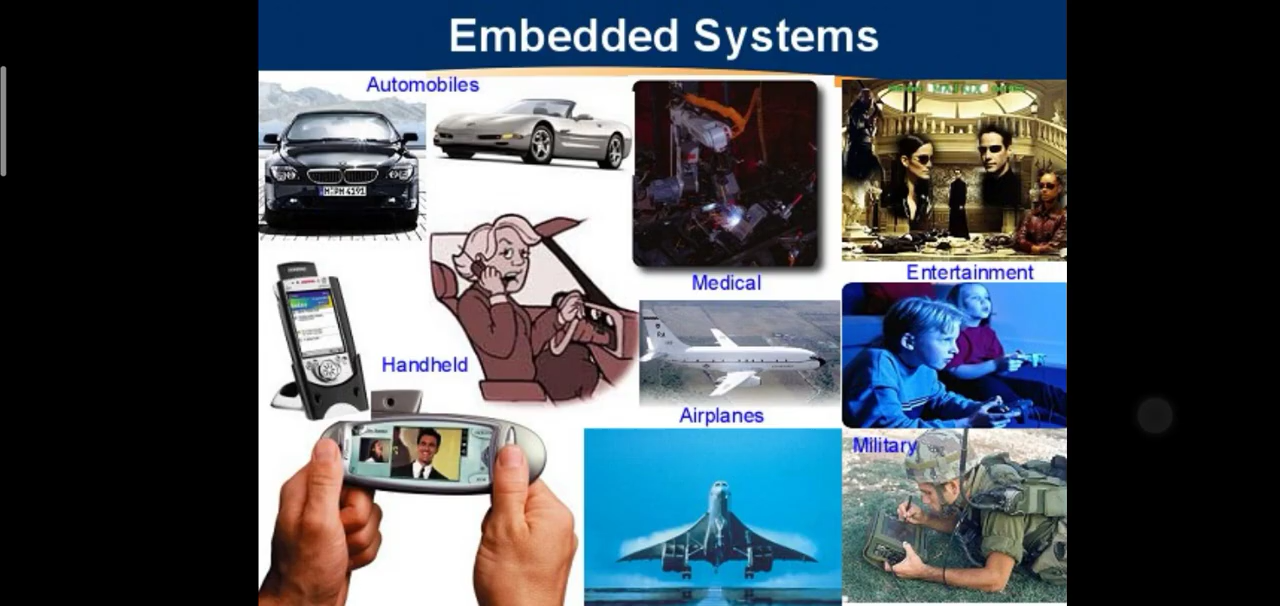 Embedded Systems
Automobiles
Medical
Entertainment
Handheld
Airplanes
Military